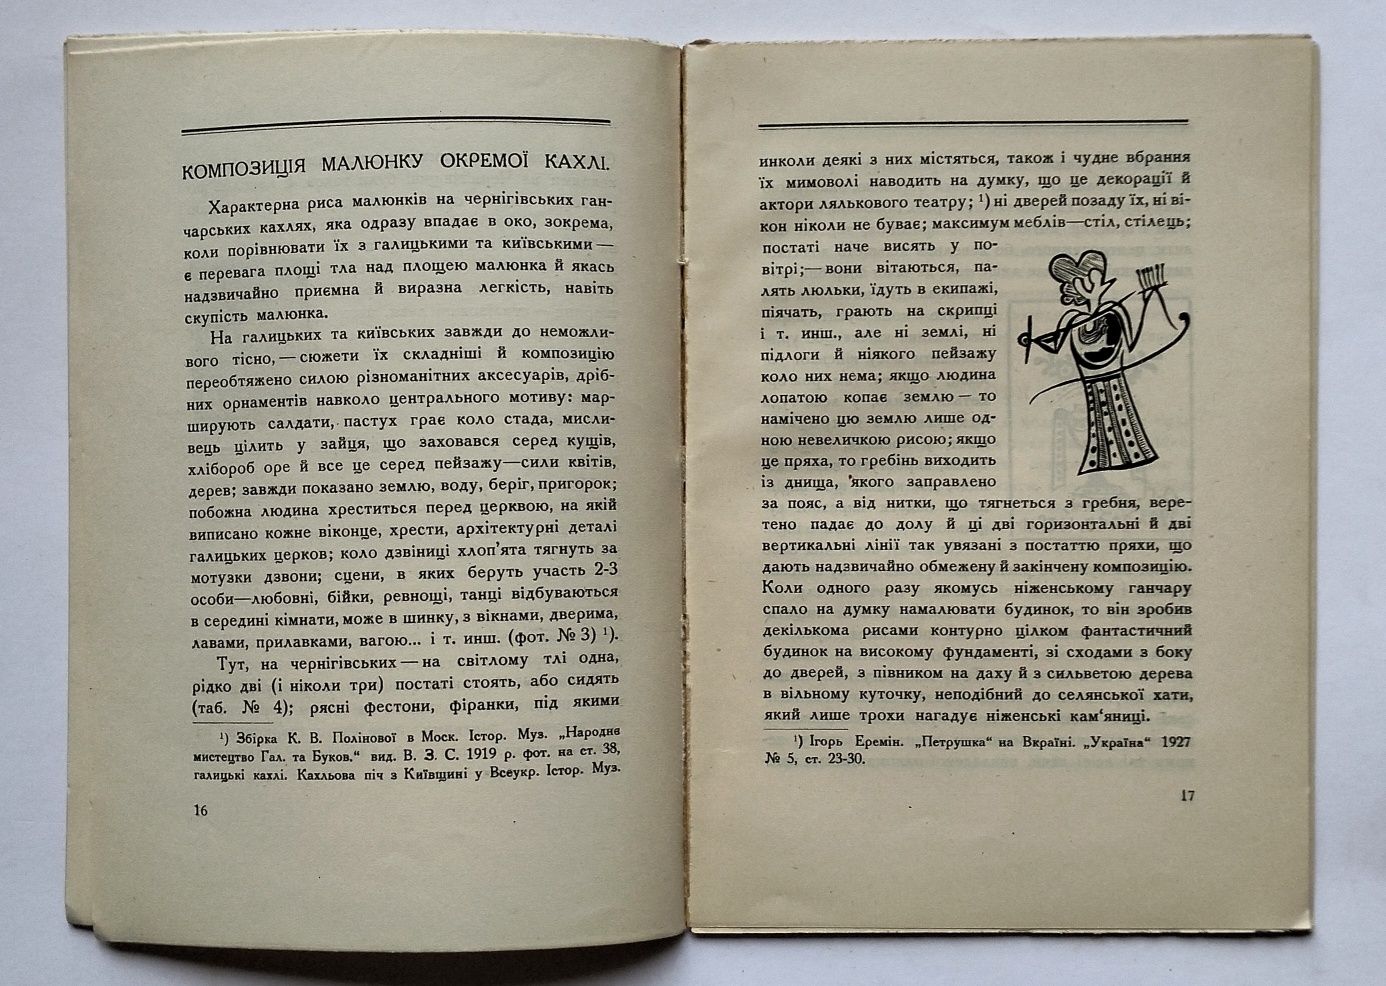 КОМПОЗИЦІЯ МАЛЮНКУ ОКРЕМОЇ КАХЛІ.
Характерна риса малюнків на чернігівських ган-
чарських кахлях, яка одразу впадає в око, зокрема,
коли порівнювати їх з галицькими та київськими —
є перевага площі тла над площею малюнка й якась
надзвичайно приємна й виразна легкість, навіть
скупість малюнка.
На галицьких та київських завжди до неможли-
вого тісно, — сюжети їх складніші й композицію
переобтяжено силою різноманітних аксесуарів, дріб-
них орнаментів навколо центрального мотиву: мар-
ширують салдати, пастух грає коло стада, мисли-
вець цілить у зайця, що заховався серед кущів,
хлібороб оре й все це серед пейзажу—сили квітів,
дерев; завжди показано землю, воду, беріг, пригорок;
побожна людина хреститься перед церквою, на якій
виписано кожне віконце, хрести, архітектурні деталі
галицьких церков; коло дзвіниці хлоп'ята тягнуть за
мотузки дзвони; сцени, в яких беруть участь 2-3
особи—любовні, бійки, ревнощі, танці відбуваються
в середині кімнати, може в шинку, з вікнами, дверима,
лавами, прилавками, вагою... і т. инш. (фот. № 3) ¹).
Тут, на чернігівських — на світлому тлі одна,
рідко дві (і ніколи три) постаті стоять, або сидять
(таб. № 4); рясні фестони, фіранки, під якими
¹) Збірка К. В. Полінової в Моск. Істор. Муз. „Народне
мистецтво Гал. та Буков.“ вид. В. З. С. 1919 р. фот. на ст. 38,
галицькі кахлі. Кахльова піч з Київщині у Всеукр. Істор. Муз.
16
инколи деякі з них містяться, також і чудне вбрання
їх мимоволі наводить на думку, що це декорації й
актори лялькового театру; ¹) ні дверей позаду їх, ні ві-
кон ніколи не буває; максимум меблів—стіл, стілець;
постаті наче висять у по-
вітрі;— вони вітаються, па-
лять люльки, їдуть в екипажі,
піячать, грають на скрипці
і т. инш., але ні землі, ні
підлоги й ніякого пейзажу
коло них нема; якщо людина
лопатою копає землю — то
намічено цю землю лише од-
ною невеличкою рисою; якщо
це пряха, то гребінь виходить
із днища, 'якого заправлено
за пояс, а від нитки, що тягнеться з гребня, вере-
тено падає до долу й ці дві горизонтальні й дві
вертикальні лінії так увязані з постаттю пряхи, що
дають надзвичайно обмежену й закінчену композицію.
Коли одного разу якомусь ніженському ганчару
спало на думку намалювати будинок, то він зробив
декількома рисами контурно цілком фантастичний
будинок на високому фундаменті, зі сходами з боку
до дверей, з півником на даху й з сильветою дерева
в вільному куточку, неподібний до селянської хати,
який лише трохи нагадує ніженські кам‘яниці.
¹) Ігорь Еремін. „Петрушка“ на Вкраїні. „Україна“ 1927
№ 5, ст. 23-30.
17